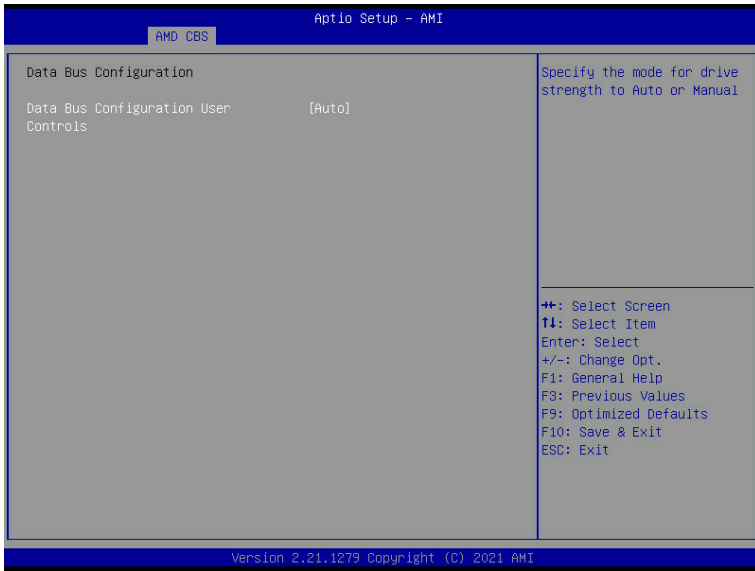 Aptio Setup – AMI
AMD CBS
Data Bus Configuration
Data Bus Configuration User [Auto]
Controls
Specify the mode for drive
strength to Auto or Manual
→←: Select Screen
↑↓: Select Item
Enter: Select
+/-: Change Opt.
F1: General Help
F3: Previous Values
F9: Optimized Defaults
F10: Save & Exit
ESC: Exit
Version 2.21.1279 Copyright (C) 2021 AMI